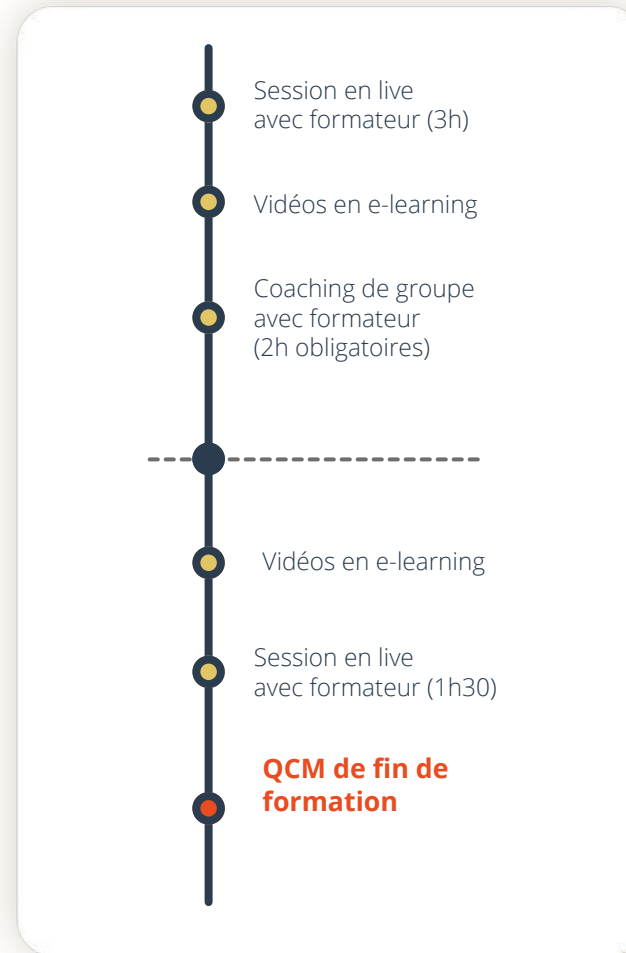 Session en live
avec formateur (3h)
Vidéos en e-learning
Coaching de groupe
avec formateur
(2h obligatoires)
Vidéos en e-learning
Session en live
avec formateur (1h30)
QCM de fin de
formation